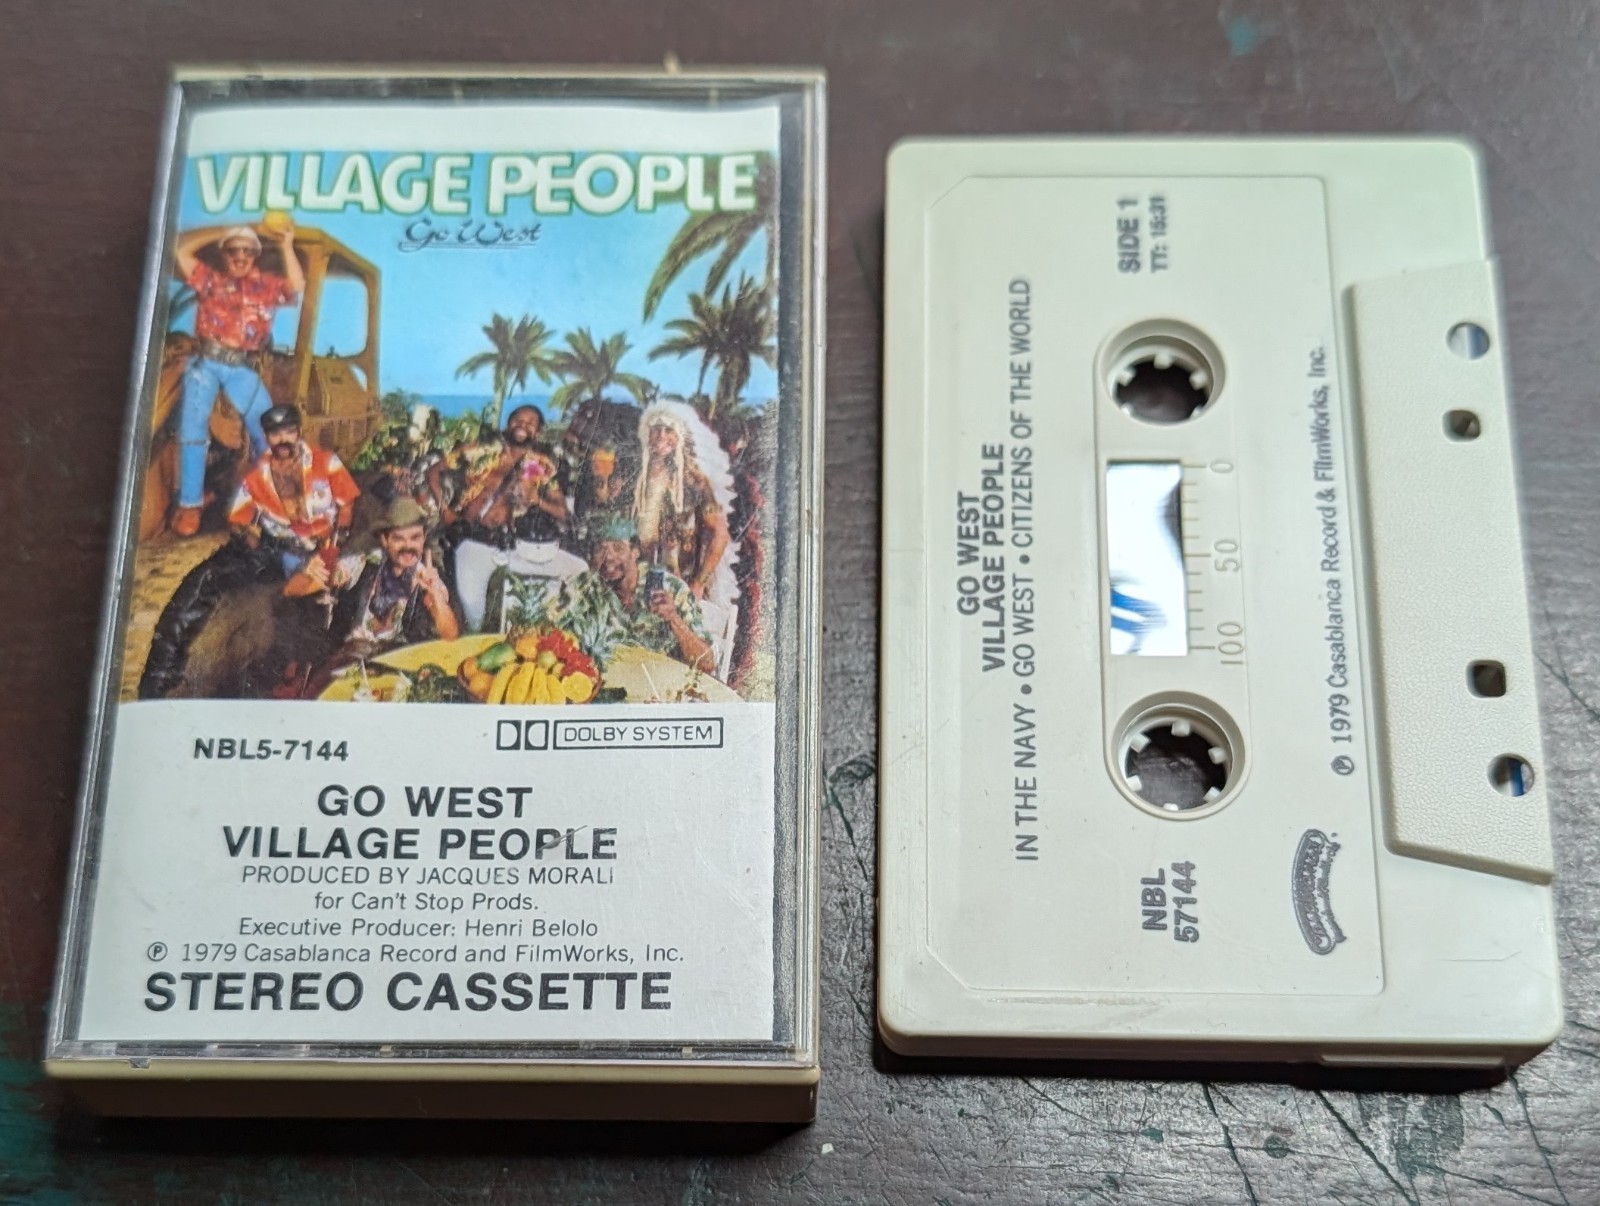 VILLAGE PEOPLE
Go West
NBL5-7144
DOLBY SYSTEM
GO WEST
VILLAGE PEOPLE
PRODUCED BY JACQUES MORALI
for Can't Stop Prods.
Executive Producer: Henri Belolo
℗ 1979 Casablanca Record and FilmWorks, Inc.
STEREO CASSETTE
GO WEST
VILLAGE PEOPLE
IN THE NAVY • GO WEST • CITIZENS OF THE WORLD
SIDE 1
TT: 15:31
NBL
57144
100 50 0
℗ 1979 Casablanca Record & FilmWorks, Inc.